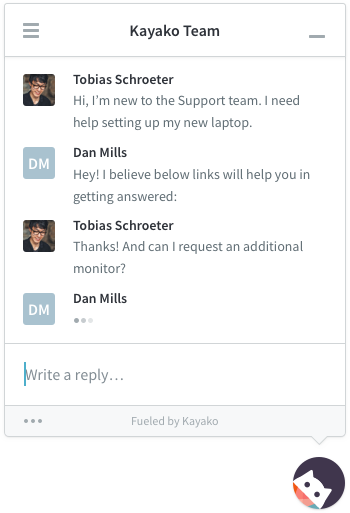 Kayako Team
Tobias Schroeter
Hi, I'm new to the Support team. I need
help setting up my new laptop.
DM
Dan Mills
Hey! I believe below links will help you in
getting answered:
Tobias Schroeter
Thanks! And can I request an additional
monitor?
DM
Dan Mills
Write a reply…
Fueled by Kayako